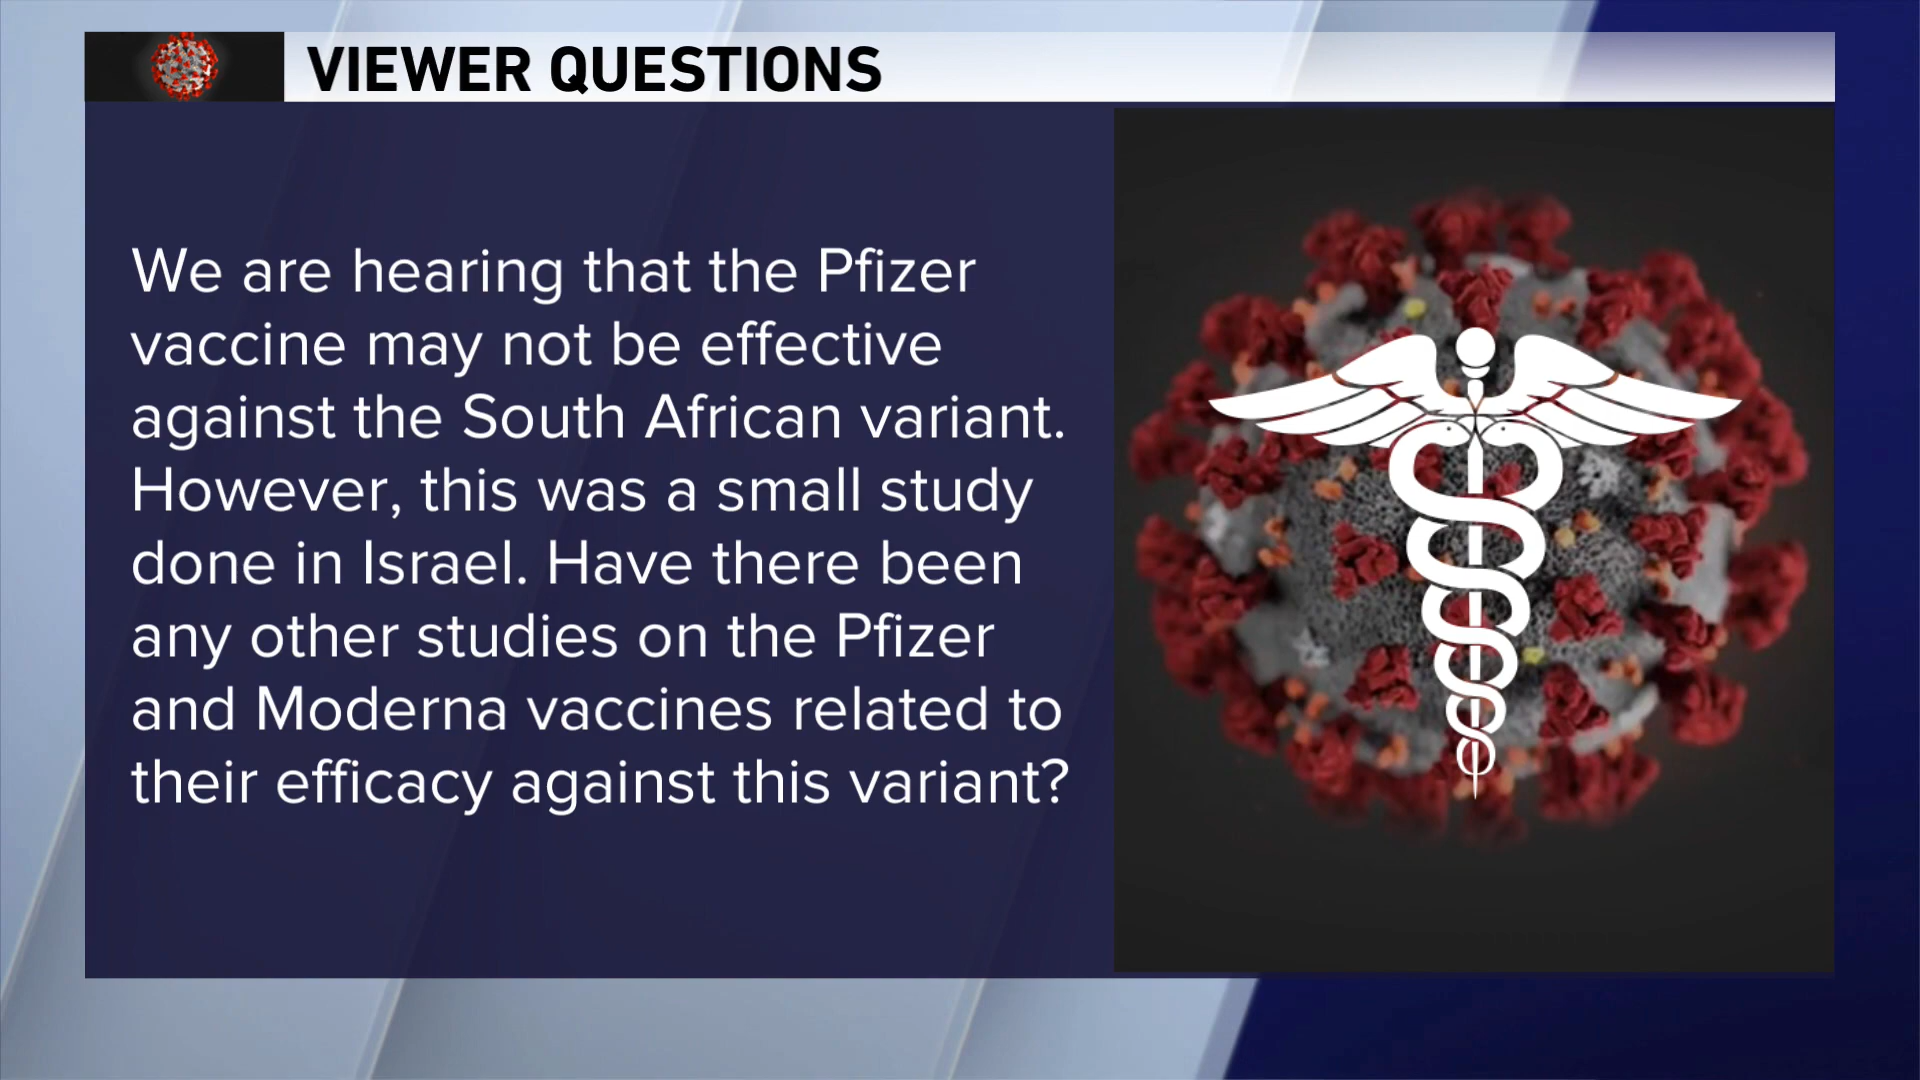 VIEWER QUESTIONS
We are hearing that the Pfizer
vaccine may not be effective
against the South African variant.
However, this was a small study
done in Israel. Have there been
any other studies on the Pfizer
and Moderna vaccines related to
their efficacy against this variant?